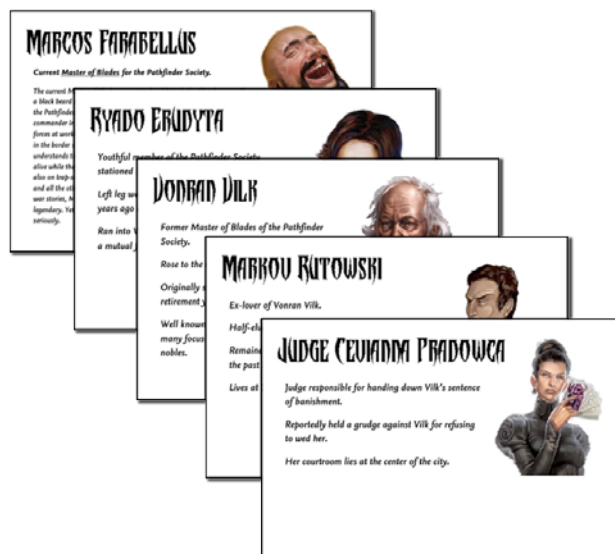 MARCOS FARABELLUS
Current Master of Blades for the Pathfinder Society.
The current M
a black beard
the Pathfinder
commander in
forces at work
in the border
understands t
alive while the
also on trap-
and all the ot
war stories, M
legendary. Yet
seriously.
RYADO ERUDYTA
Youthful member of the Pathfinder Society
stationed
Left leg w
years ago
Ran into V
a mutual
VONRAN VILK
Former Master of Blades of the Pathfinder
Society.
Rose to the
Originally s
retirement y
Well known
many focus
nobles.
MARKOV RUTOWSKI
Ex-lover of Vonran Vilk.
Half-elf
Remaine
the past
Lives at
JUDGE CEVIANNA PRADOWCA
Judge responsible for handing down Vilk's sentence
of banishment.
Reportedly held a grudge against Vilk for refusing
to wed her.
Her courtroom lies at the center of the city.